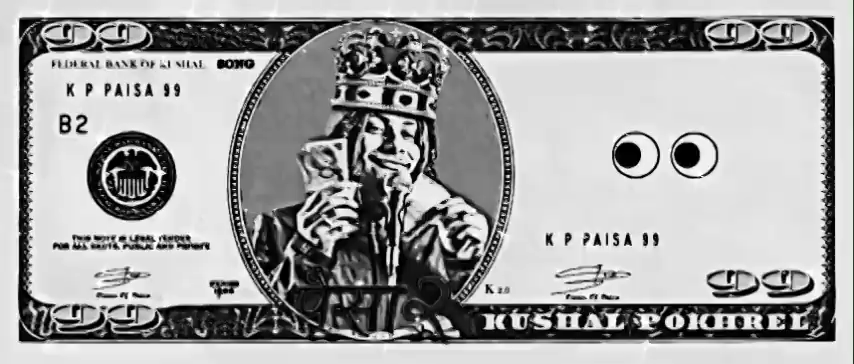 99 99
FEDERAL BANK OF KUSHAL SONG
K P PAISA 99
B2
THIS NOTE IS LEGAL TENDER
FOR ALL DEBTS, PUBLIC AND PRIVATE
K P PAISA 99
K 2.0
99
99
KUSHAL POKHREL